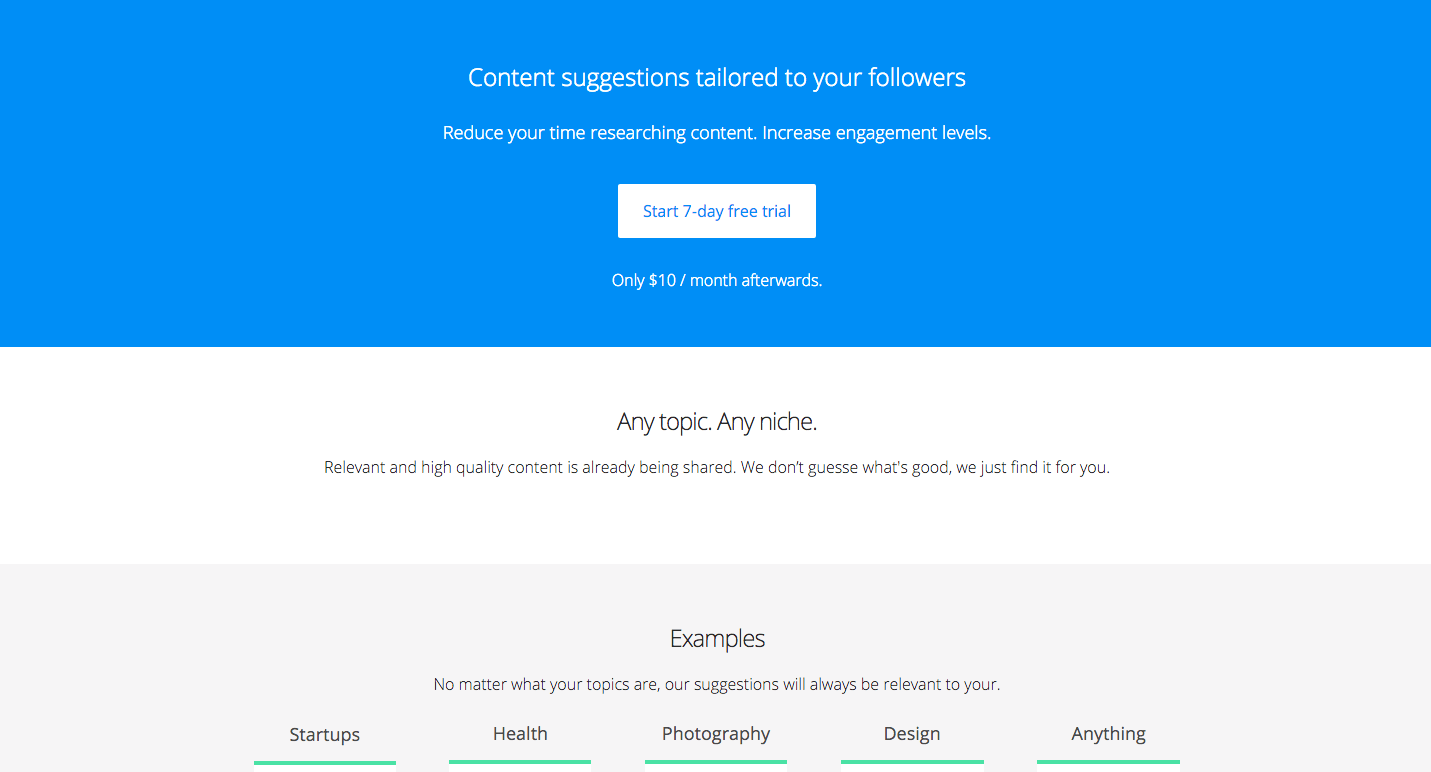 Content suggestions tailored to your followers
Reduce your time researching content. Increase engagement levels.
Start 7-day free trial
Only $10 / month afterwards.
Any topic. Any niche.
Relevant and high quality content is already being shared. We don’t guesse what's good, we just find it for you.
Examples
No matter what your topics are, our suggestions will always be relevant to your.
Startups Health Photography Design Anything